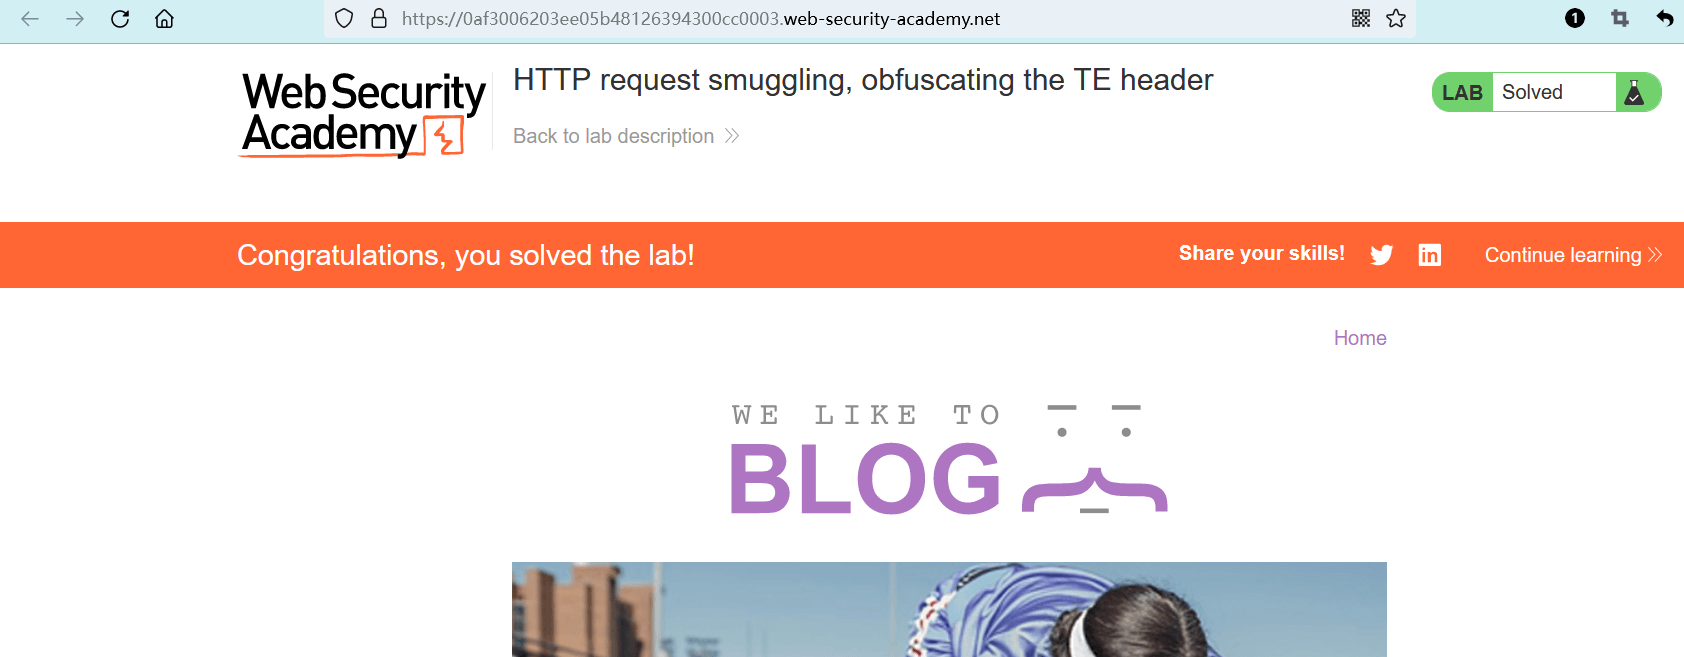 https://0af3006203ee05b48126394300cc0003.web-security-academy.net
1
Web Security
Academy
HTTP request smuggling, obfuscating the TE header
Back to lab description
LAB Solved
Congratulations, you solved the lab!
Share your skills!
Continue learning
Home
WE LIKE TO
BLOG